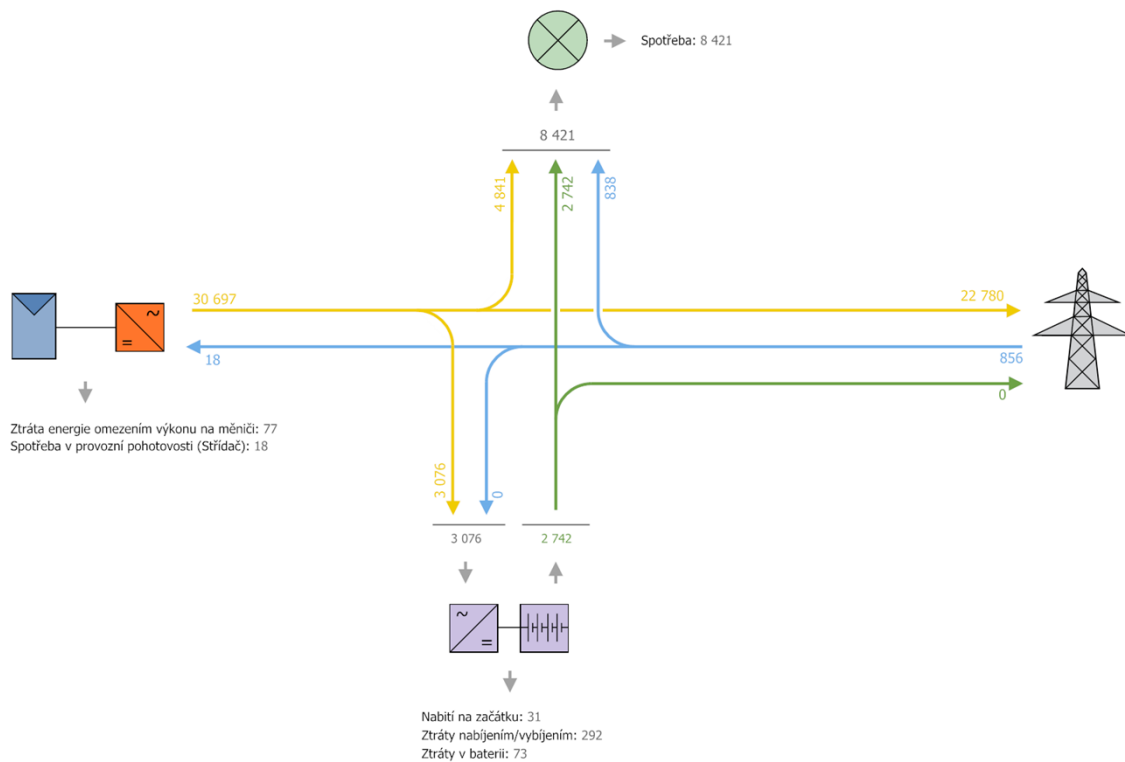 Spotřeba: 8 421
8 421
4 841
2 742
838
30 697
22 780
18
856
0
Ztráta energie omezením výkonu na měniči: 77
Spotřeba v provozní pohotovosti (Střídač): 18
3 076
0
3 076
2 742
~
=
~
=
Nabití na začátku: 31
Ztráty nabíjením/vybíjením: 292
Ztráty v baterii: 73